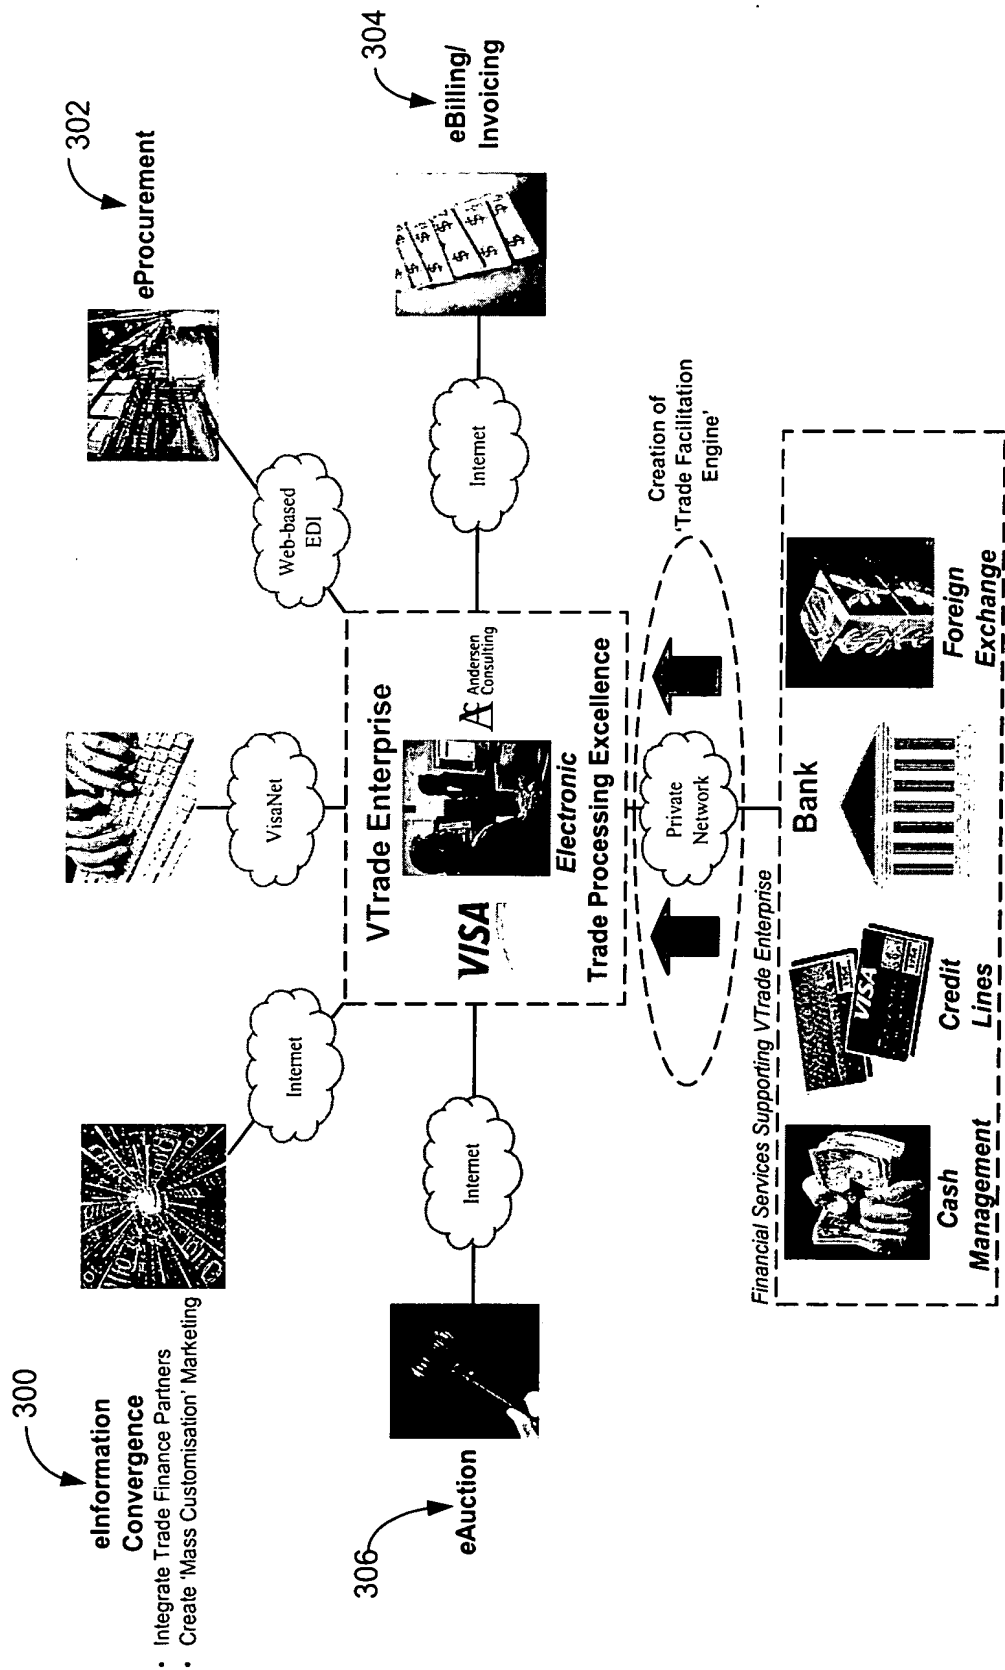 300
eInformation
Convergence
• Integrate Trade Finance Partners
• Create 'Mass Customisation' Marketing
302
eProcurement
304
eBilling/
Invoicing
306
eAuction
Internet
VisaNet
Web-based
EDI
Internet
Internet
VTrade Enterprise
VISA
Andersen
Consulting
Electronic
Trade Processing Excellence
Private
Network
Creation of
'Trade Facilitation
Engine'
Financial Services Supporting VTrade Enterprise
Cash
Management
VISA
Credit
Lines
Bank
Foreign
Exchange